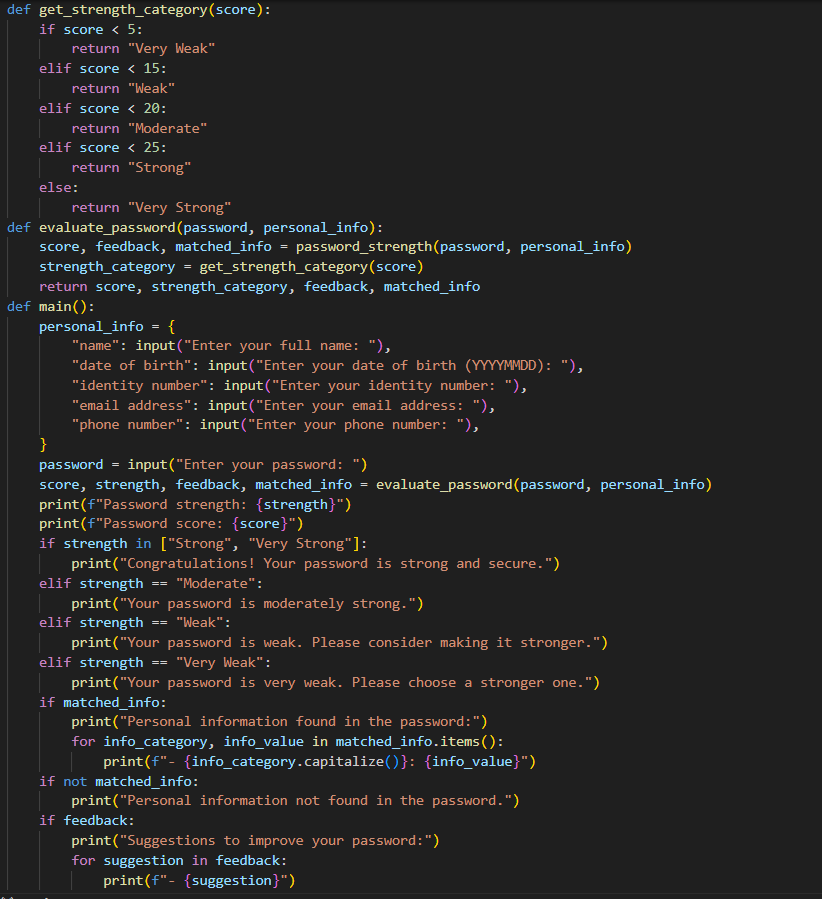 def get_strength_category(score):
    if score < 5:
        return "Very Weak"
    elif score < 15:
        return "Weak"
    elif score < 20:
        return "Moderate"
    elif score < 25:
        return "Strong"
    else:
        return "Very Strong"
def evaluate_password(password, personal_info):
    score, feedback, matched_info = password_strength(password, personal_info)
    strength_category = get_strength_category(score)
    return score, strength_category, feedback, matched_info
def main():
    personal_info = {
        "name": input("Enter your full name: "),
        "date of birth": input("Enter your date of birth (YYYYMMDD): "),
        "identity number": input("Enter your identity number: "),
        "email address": input("Enter your email address: "),
        "phone number": input("Enter your phone number: "),
    }
    password = input("Enter your password: ")
    score, strength, feedback, matched_info = evaluate_password(password, personal_info)
    print(f"Password strength: {strength}")
    print(f"Password score: {score}")
    if strength in ["Strong", "Very Strong"]:
        print("Congratulations! Your password is strong and secure.")
    elif strength == "Moderate":
        print("Your password is moderately strong.")
    elif strength == "Weak":
        print("Your password is weak. Please consider making it stronger.")
    elif strength == "Very Weak":
        print("Your password is very weak. Please choose a stronger one.")
    if matched_info:
        print("Personal information found in the password:")
        for info_category, info_value in matched_info.items():
            print(f"- {info_category.capitalize()}: {info_value}")
    if not matched_info:
        print("Personal information not found in the password.")
    if feedback:
        print("Suggestions to improve your password:")
        for suggestion in feedback:
            print(f"- {suggestion}")